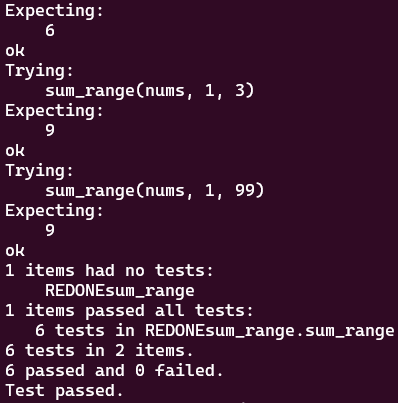 Expecting:
    6
ok
Trying:
    sum_range(nums, 1, 3)
Expecting:
    9
ok
Trying:
    sum_range(nums, 1, 99)
Expecting:
    9
ok
1 items had no tests:
    REDONEsum_range
1 items passed all tests:
   6 tests in REDONEsum_range.sum_range
6 tests in 2 items.
6 passed and 0 failed.
Test passed.